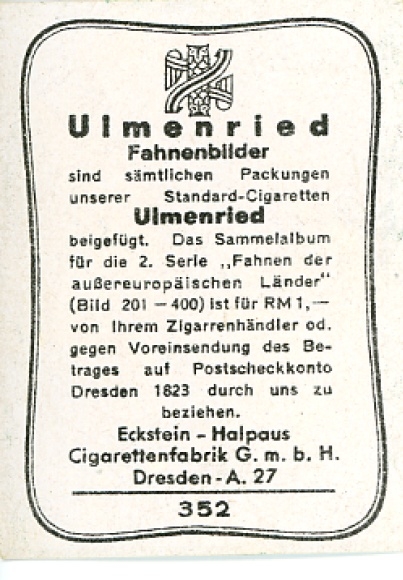 Ulmenried
Fahnenbilder
sind sämtlichen Packungen
unserer Standard-Cigaretten
Ulmenried
beigefügt. Das Sammelalbum
für die 2. Serie „Fahnen der
außereuropäischen Länder"
(Bild 201 — 400) ist für RM 1,—
von Ihrem Zigarrenhändler od.
gegen Voreinsendung des Be-
trages auf Postscheckkonto
Dresden 1823 durch uns zu
beziehen.
Eckstein - Halpaus
Cigarettenfabrik G. m. b. H.
Dresden - A. 27
352